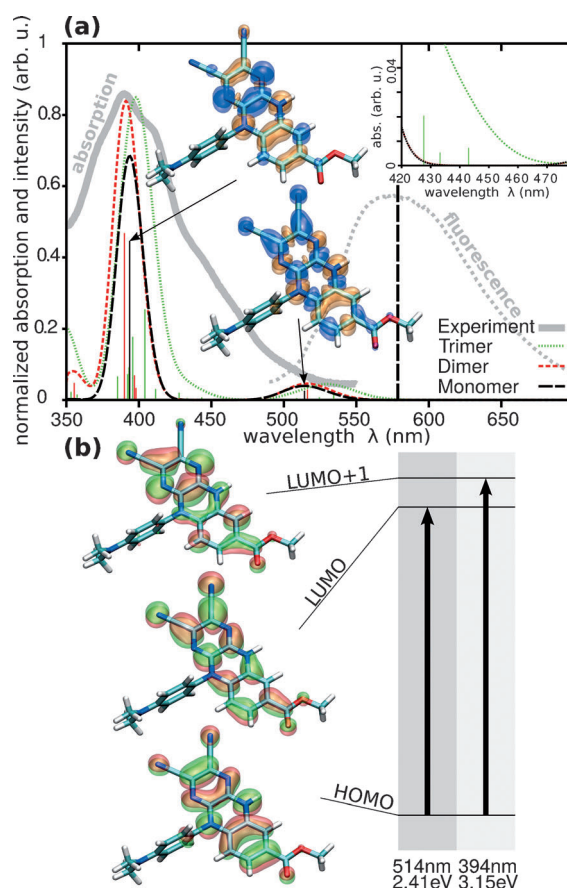 (a)
normalized absorption and intensity (arb. u.)
1
0.8
0.6
0.4
0.2
0
350
400
450
500
550
600
650
700
wavelength λ (nm)
absorption
fluorescence
abs. (arb. u.)
0.04
0
420 430 440 450 460 470
wavelength λ (nm)
Experiment
Trimer
Dimer
Monomer
(b)
LUMO+1
LUMO
HOMO
514nm 394nm
2.41eV 3.15eV